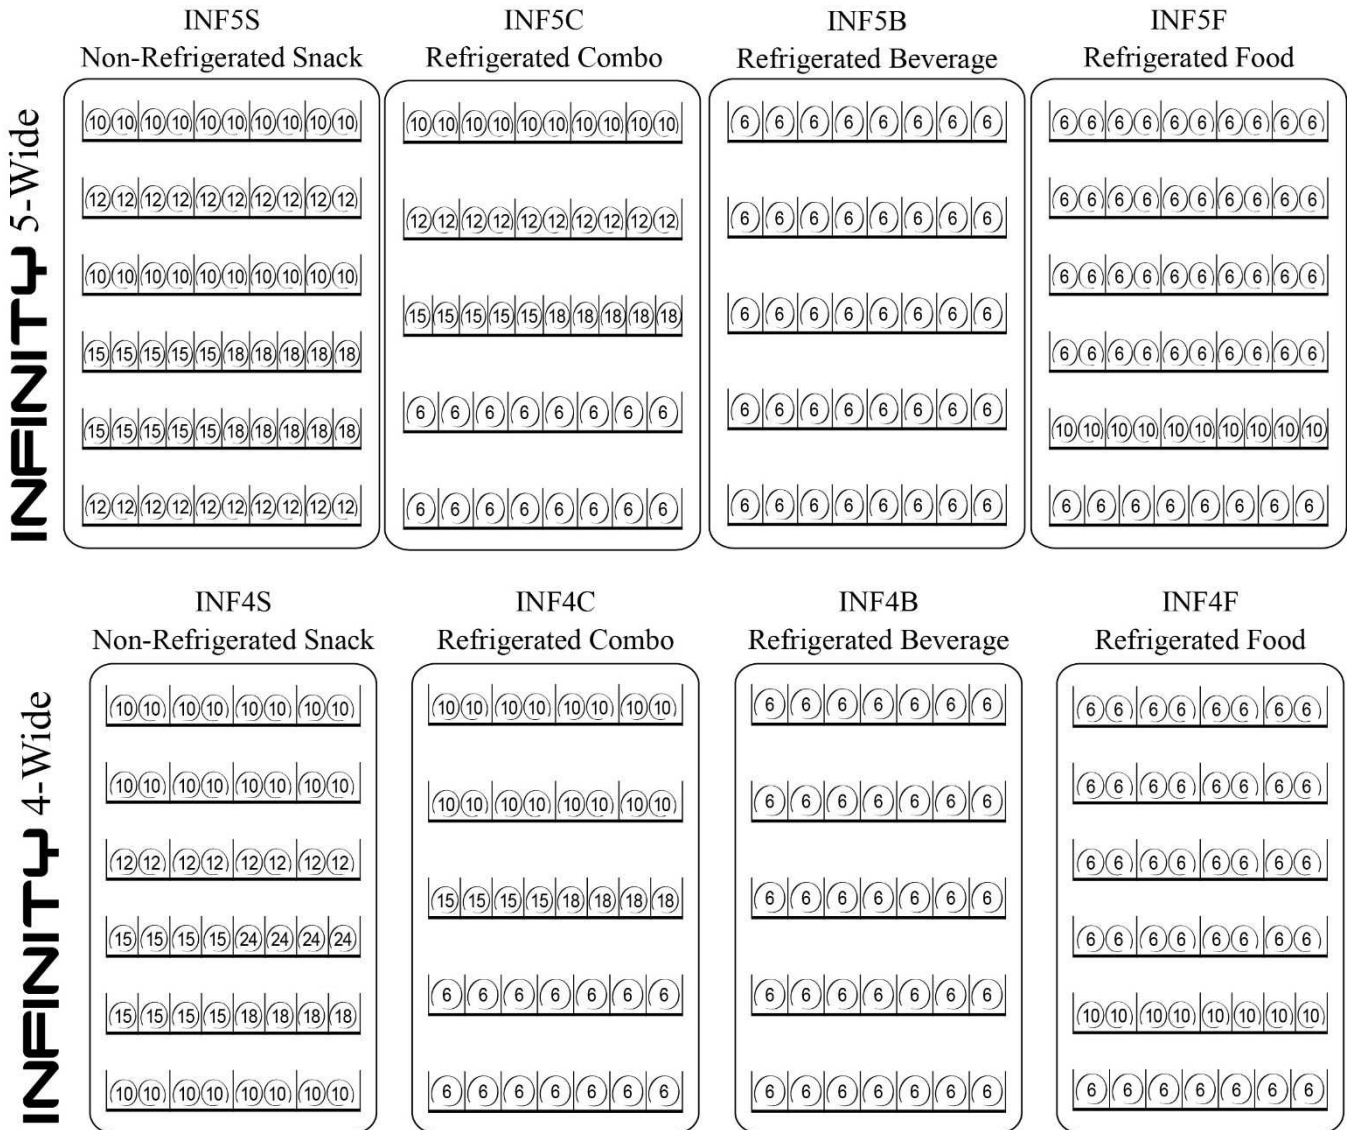 INFINITY 5-Wide
INF5S
Non-Refrigerated Snack
10 10 10 10 10 10 10 10 10 10
12 12 12 12 12 12 12 12 12 12
10 10 10 10 10 10 10 10 10 10
15 15 15 15 15 18 18 18 18 18
15 15 15 15 15 18 18 18 18 18
12 12 12 12 12 12 12 12 12 12
INF5C
Refrigerated Combo
10 10 10 10 10 10 10 10 10 10
12 12 12 12 12 12 12 12 12 12
15 15 15 15 15 18 18 18 18 18
6 6 6 6 6 6 6 6
6 6 6 6 6 6 6 6
INF5B
Refrigerated Beverage
6 6 6 6 6 6 6 6
6 6 6 6 6 6 6 6
6 6 6 6 6 6 6 6
6 6 6 6 6 6 6 6
6 6 6 6 6 6 6 6
INF5F
Refrigerated Food
6 6 6 6 6 6 6 6
6 6 6 6 6 6 6 6
6 6 6 6 6 6 6 6
6 6 6 6 6 6 6 6
10 10 10 10 10 10 10 10 10 10
6 6 6 6 6 6 6 6
INFINITY 4-Wide
INF4S
Non-Refrigerated Snack
10 10 10 10 10 10 10 10
10 10 10 10 10 10 10 10
12 12 12 12 12 12 12 12
15 15 15 15 24 24 24 24
15 15 15 15 18 18 18 18
10 10 10 10 10 10 10 10
INF4C
Refrigerated Combo
10 10 10 10 10 10 10 10
10 10 10 10 10 10 10 10
15 15 15 15 18 18 18 18
6 6 6 6 6 6 6
6 6 6 6 6 6 6
INF4B
Refrigerated Beverage
6 6 6 6 6 6 6
6 6 6 6 6 6 6
6 6 6 6 6 6 6
6 6 6 6 6 6 6
6 6 6 6 6 6 6
INF4F
Refrigerated Food
6 6 6 6 6 6 6 6
6 6 6 6 6 6 6 6
6 6 6 6 6 6 6 6
6 6 6 6 6 6 6 6
10 10 10 10 10 10 10 10
6 6 6 6 6 6 6